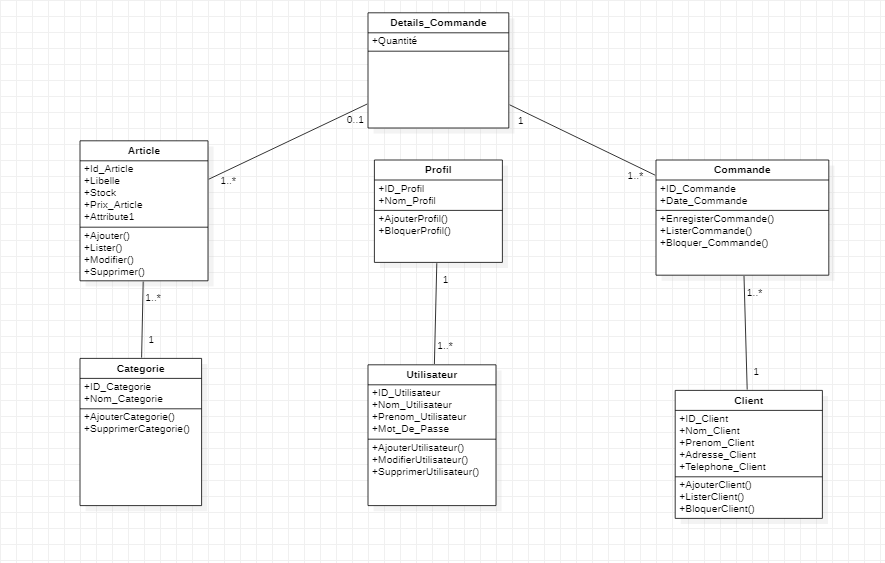 Details_Commande
+Quantité
0..1
1
Article
+Id_Article
+Libelle
+Stock
+Prix_Article
+Attribute1
+Ajouter()
+Lister()
+Modifier()
+Supprimer()
1..*
1..*
Profil
+ID_Profil
+Nom_Profil
+AjouterProfil()
+BloquerProfil()
1
1..*
Commande
+ID_Commande
+Date_Commande
+EnregisterCommande()
+ListerCommande()
+Bloquer_Commande()
1..*
1..*
1
Categorie
+ID_Categorie
+Nom_Categorie
+AjouterCategorie()
+SupprimerCategorie()
Utilisateur
+ID_Utilisateur
+Nom_Utilisateur
+Prenom_Utilisateur
+Mot_De_Passe
+AjouterUtilisateur()
+ModifierUtilisateur()
+SupprimerUtilisateur()
1
Client
+ID_Client
+Nom_Client
+Prenom_Client
+Adresse_Client
+Telephone_Client
+AjouterClient()
+ListerClient()
+BloquerClient()